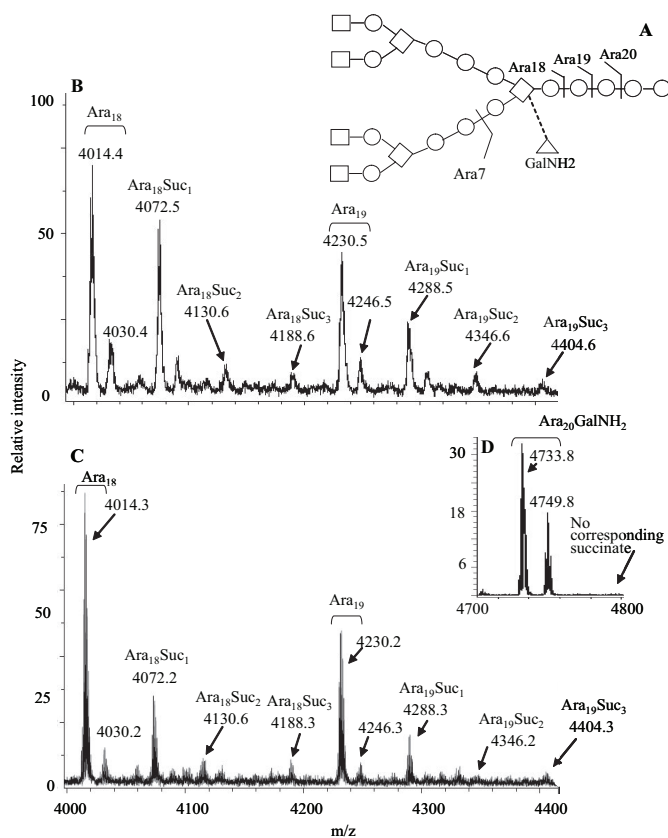 A
Ara18
Ara19
Ara20
Ara7
GalNH2
B
100
50
0
Ara₁₈
4014.4
4030.4
Ara₁₈Suc₁
4072.5
Ara₁₈Suc₂
4130.6
Ara₁₈Suc₃
4188.6
Ara₁₉
4230.5
4246.5
Ara₁₉Suc₁
4288.5
Ara₁₉Suc₂
4346.6
Ara₁₉Suc₃
4404.6
Relative intensity
C
75
50
25
0
Ara₁₈
4014.3
4030.2
Ara₁₈Suc₁
4072.2
Ara₁₈Suc₂
4130.6
Ara₁₈Suc₃
4188.3
Ara₁₉
4230.2
4246.3
Ara₁₉Suc₁
4288.3
Ara₁₉Suc₂
4346.2
Ara₁₉Suc₃
4404.3
4000
4100
4200
4300
4400
m/z
D
Ara₂₀GalNH₂
30
18
6
4733.8
4749.8
No
corresponding
succinate
4700
4800